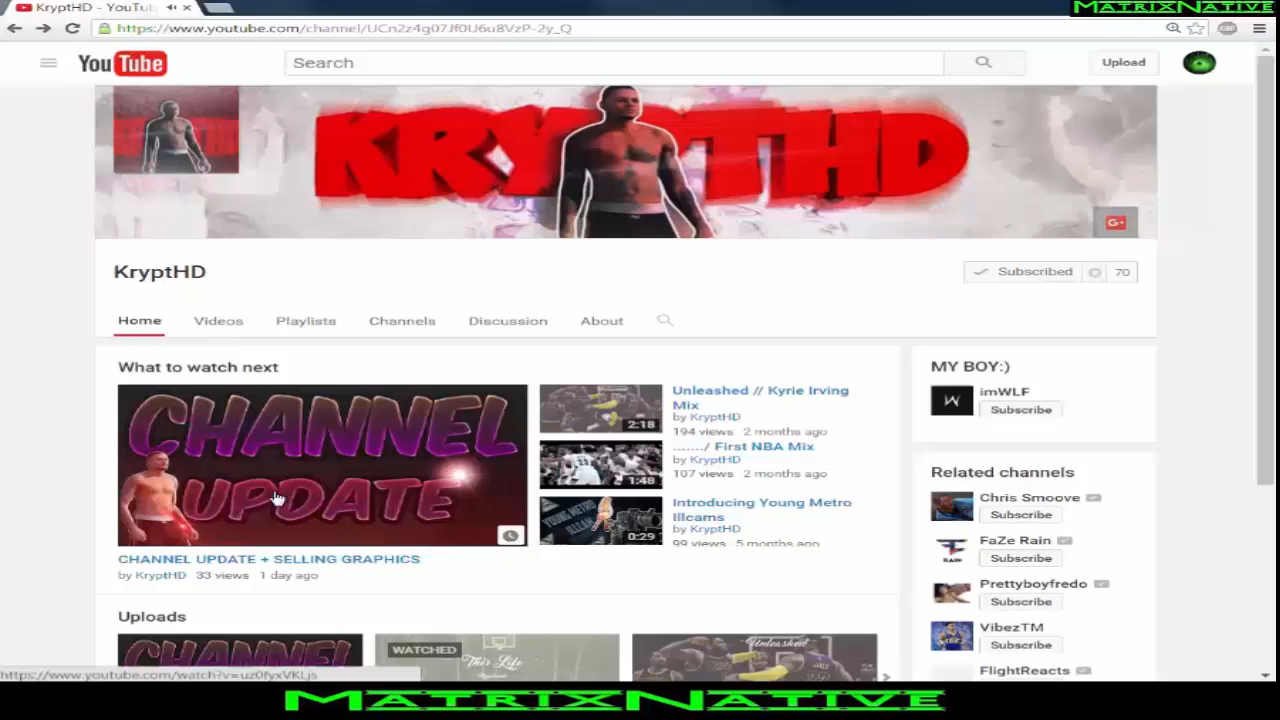 KryptHD - YouTub
MatrixNative
https://www.youtube.com/channel/UCn2z4g07Jf0U6u8VzP-2y_Q
YouTube
Search
Upload
KRYPTHD
G+
KryptHD
Subscribed 70
Home Videos Playlists Channels Discussion About
What to watch next
CHANNEL
UPDATE
CHANNEL UPDATE + SELLING GRAPHICS
by KryptHD 33 views 1 day ago
2:18
Unleashed // Kyrie Irving
Mix
by KryptHD
194 views 2 months ago
1:48
......./ First NBA Mix
by KryptHD
107 views 2 months ago
YOUNG METRO
0:29
Introducing Young Metro
Illcams
by KryptHD
99 views 5 months ago
MY BOY:)
W
imWLF
Subscribe
Related channels
Chris Smoove
Subscribe
FaZe Rain
RAIN
Subscribe
Prettyboyfredo
Subscribe
VibezTM
Subscribe
FlightReacts
Uploads
CHANNEL
WATCHED
This Life
Unleashed
https://www.youtube.com/watch?v=uz0fyxVKLjs
MatrixNative